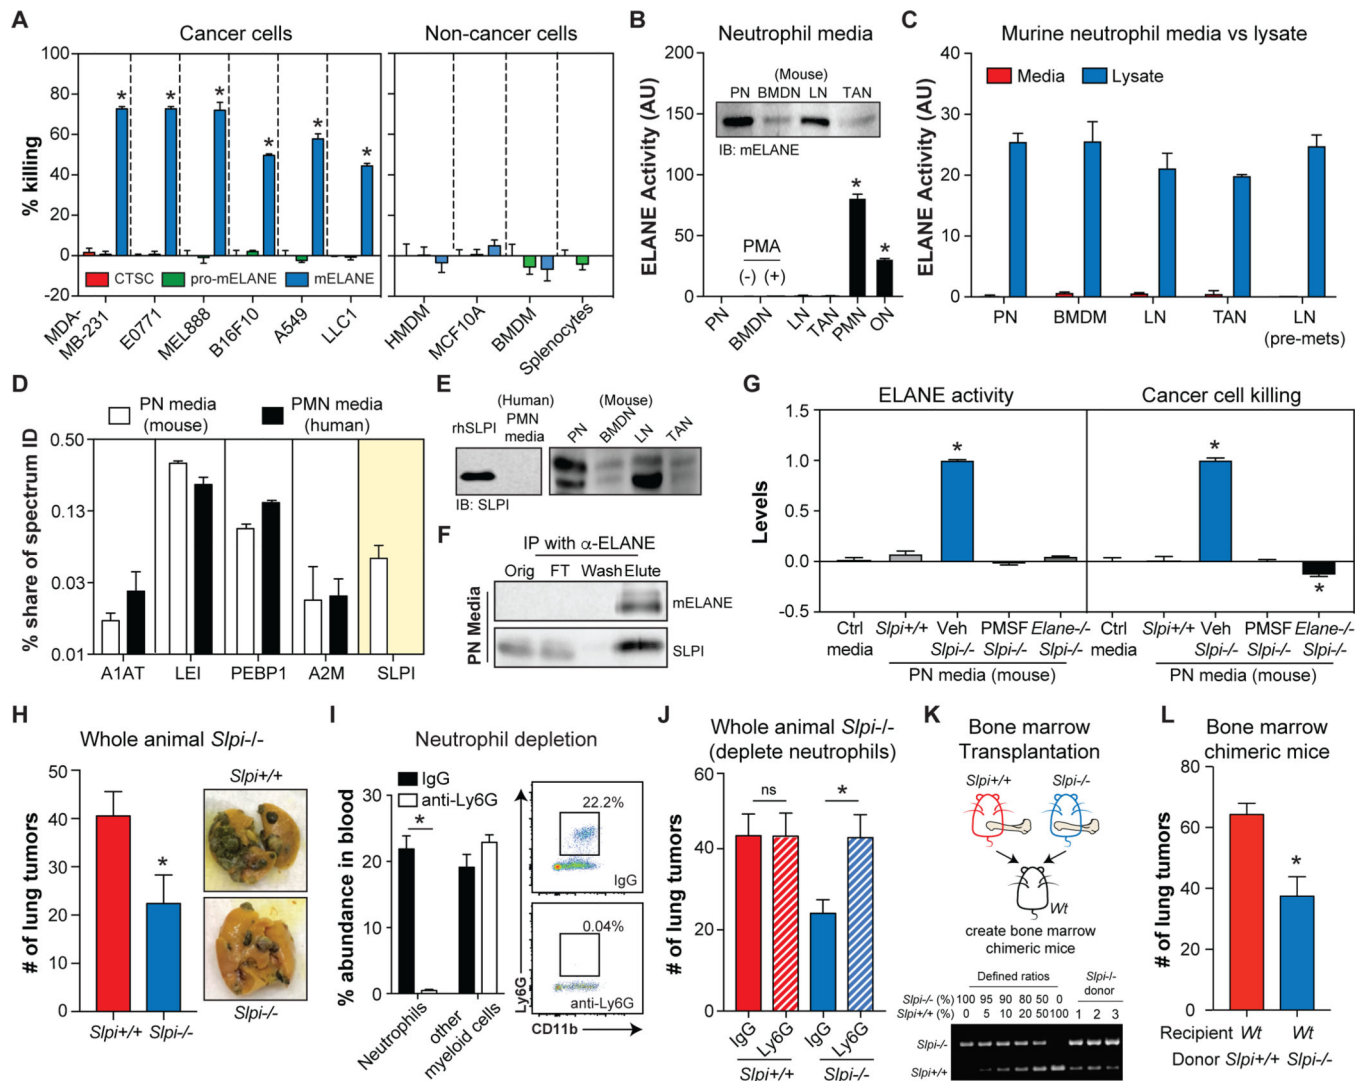 A
Cancer cells
Non-cancer cells
% killing
100
80
60
40
20
0
-20
* * * * * *
CTSC pro-mELANE mELANE
MDA-
MB-231
E0771
MEL888
B16F10
A549
LLC1
HMDM
MCF10A
BMDM
Splenocytes
B
Neutrophil media
ELANE Activity (AU)
200
150
100
50
0
(Mouse)
PN BMDN LN TAN
IB: mELANE
PMA
(-) (+)
* *
PN
BMDN
LN
TAN
PMN
ON
C
Murine neutrophil media vs lysate
Media Lysate
ELANE Activity (AU)
40
30
20
10
0
PN BMDM LN TAN LN
(pre-mets)
D
PN media
(mouse)
PMN media
(human)
% share of spectrum ID
0.50
0.13
0.03
0.01
A1AT LEI PEBP1 A2M SLPI
E
(Human)
rhSLPI PMN
media
(Mouse)
PN BMDN LN TAN
IB: SLPI
F
IP with α-ELANE
Orig FT Wash Elute
PN Media
mELANE
SLPI
G
ELANE activity
Cancer cell killing
Levels
1.5
1.0
0.5
0.0
-0.5
* * *
Ctrl Slpi+/+ Veh PMSF Elane-/-
media Slpi-/- Slpi-/- Slpi-/-
PN media (mouse)
Ctrl Slpi+/+ Veh PMSF Elane-/-
media Slpi-/- Slpi-/- Slpi-/-
PN media (mouse)
H
Whole animal Slpi-/-
# of lung tumors
50
40
30
20
10
0
*
Slpi+/+ Slpi-/-
Slpi+/+
Slpi-/-
I
Neutrophil depletion
IgG
anti-Ly6G
% abundance in blood
30
20
10
0
*
Neutrophils
other
myeloid cells
22.2%
IgG
0.04%
anti-Ly6G
Ly6G
CD11b
J
Whole animal Slpi-/-
(deplete neutrophils)
# of lung tumors
60
40
20
0
ns *
IgG
Ly6G
IgG
Ly6G
Slpi+/+ Slpi-/-
K
Bone marrow
Transplantation
Slpi+/+ Slpi-/-
Wt
create bone marrow
chimeric mice
Defined ratios
Slpi-/-
donor
Slpi-/- (%) 100 95 90 80 50 0
Slpi+/+ (%) 0 5 10 20 50 100 1 2 3
Slpi-/-
Slpi+/+
L
Bone marrow
chimeric mice
# of lung tumors
80
60
40
20
0
*
Recipient Wt Wt
Donor Slpi+/+ Slpi-/-